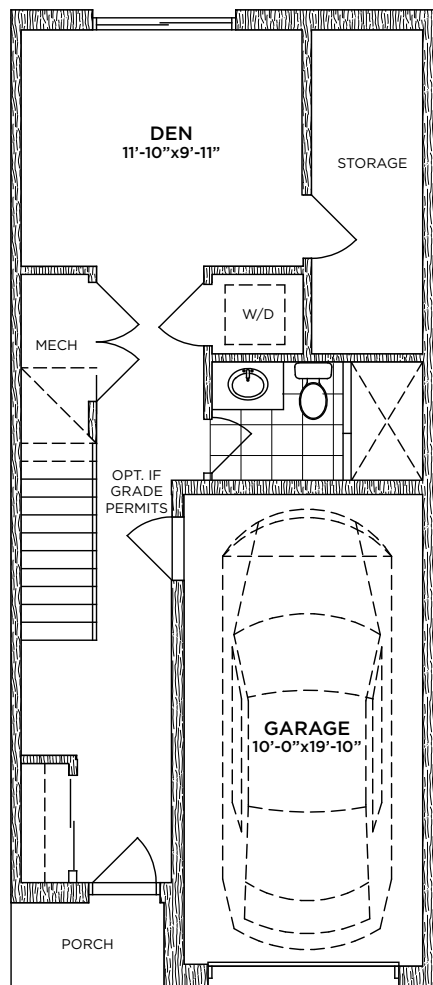 DEN
11'-10"x9'-11"
STORAGE
W/D
MECH
OPT. IF
GRADE
PERMITS
GARAGE
10'-0"x19'-10"
PORCH